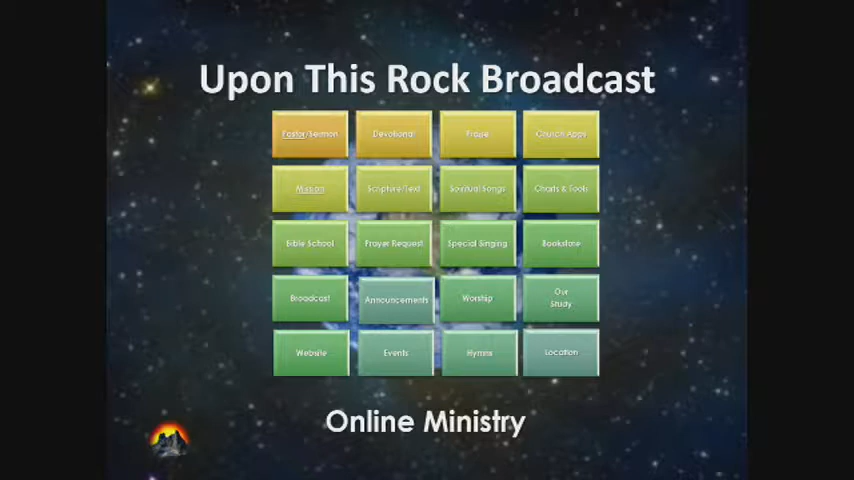 Upon This Rock Broadcast
Pastor/Sermon
Devotional
Praise
Church Apps
Mission
Scripture/Text
Spiritual Songs
Charts & Tools
Bible School
Prayer Request
Special Singing
Bookstore
Broadcast
Announcements
Worship
Our
Study
Website
Events
Hymns
Location
Online Ministry